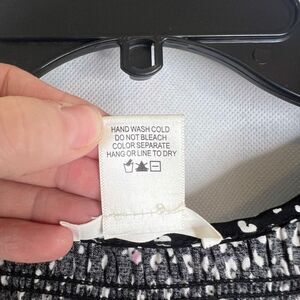 HAND WASH COLD
DO NOT BLEACH
COLOR SEPARATE
HANG OR LINE TO DRY